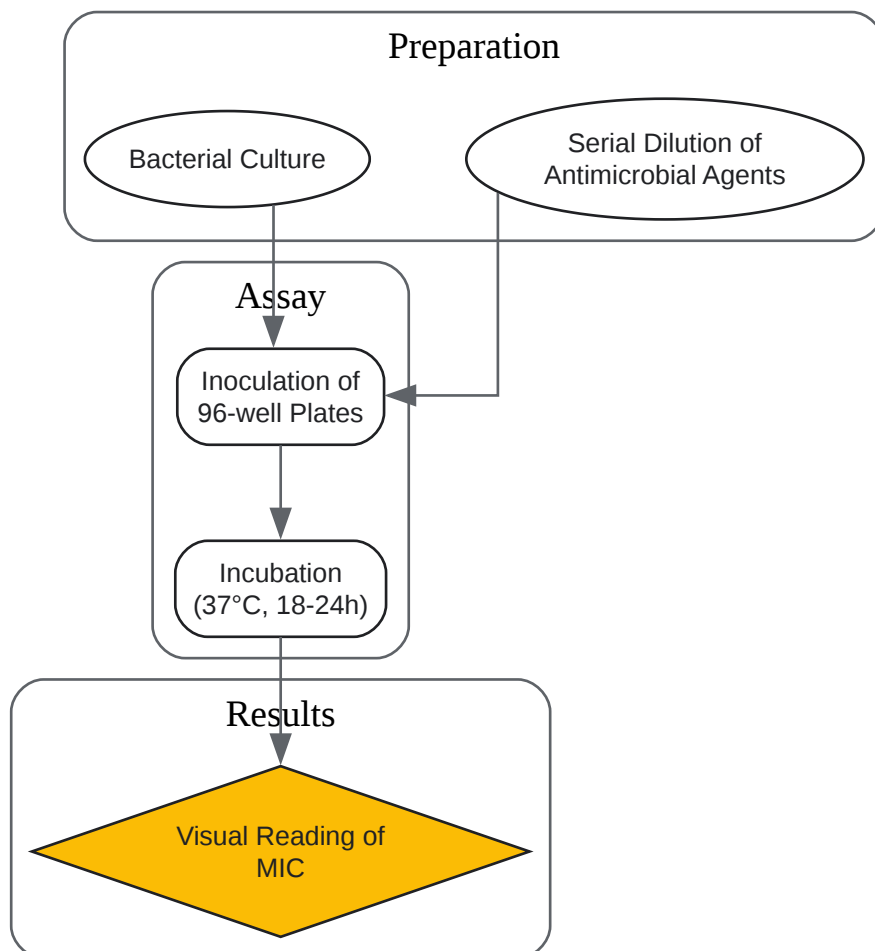 Preparation
Bacterial Culture
Serial Dilution of
Antimicrobial Agents
Assay
Inoculation of
96-well Plates
Incubation
(37°C, 18-24h)
Results
Visual Reading of
MIC